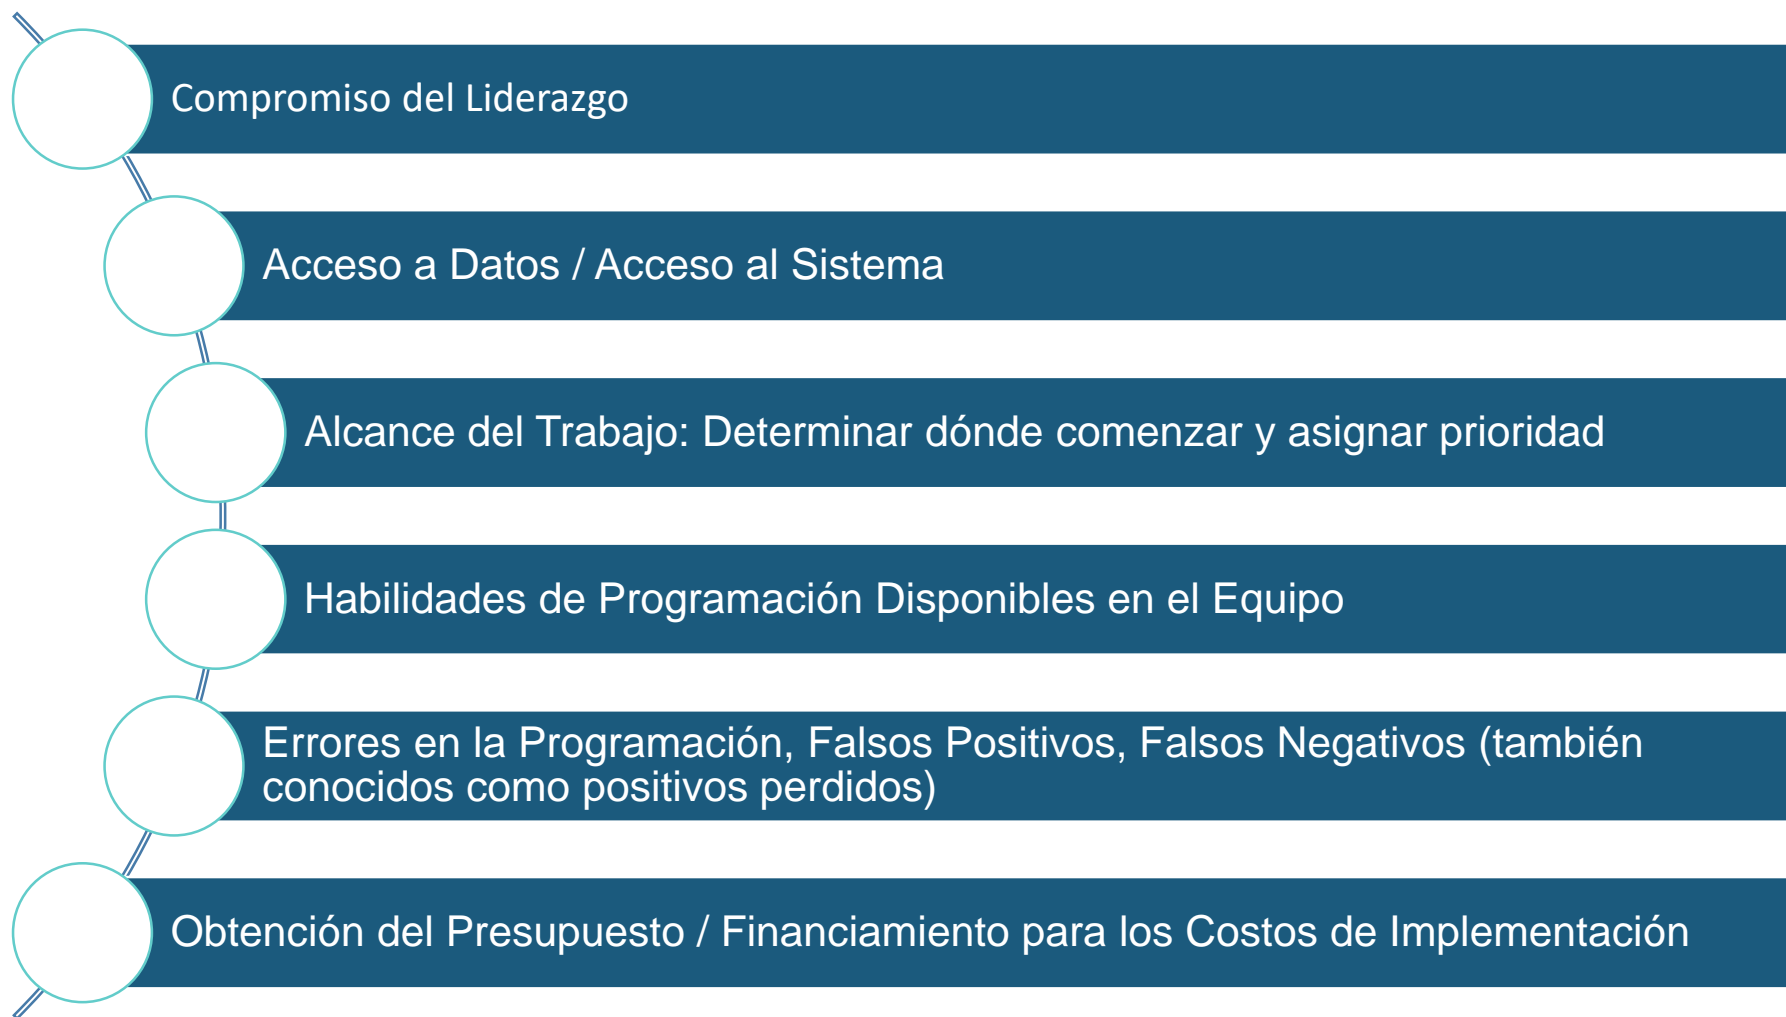 Compromiso del Liderazgo
Acceso a Datos / Acceso al Sistema
Alcance del Trabajo: Determinar dónde comenzar y asignar prioridad
Habilidades de Programación Disponibles en el Equipo
Errores en la Programación, Falsos Positivos, Falsos Negativos (también
conocidos como positivos perdidos)
Obtención del Presupuesto / Financiamiento para los Costos de Implementación